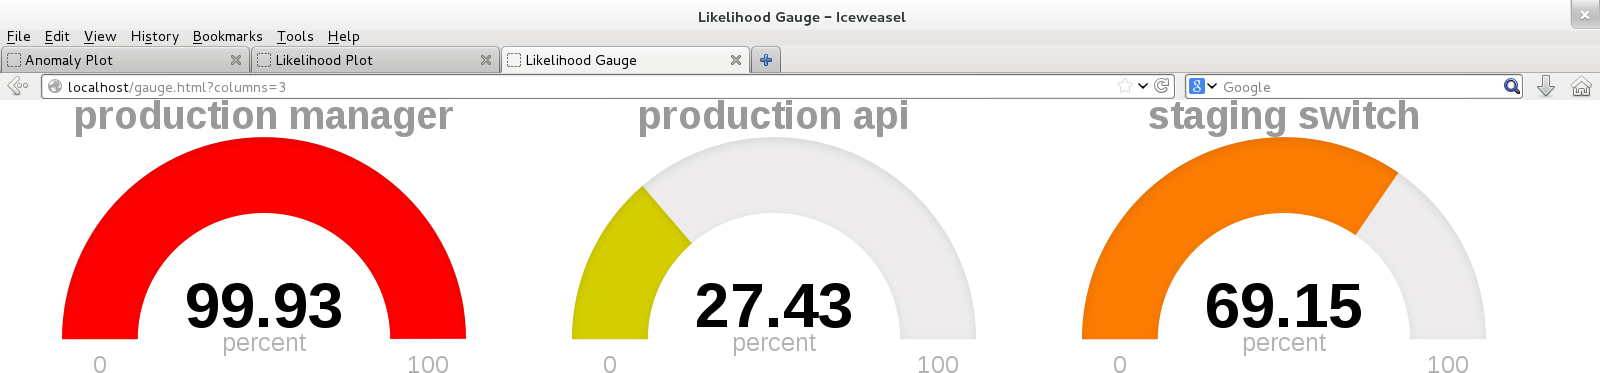 Likelihood Gauge - Iceweasel
File Edit View History Bookmarks Tools Help
Anomaly Plot Likelihood Plot Likelihood Gauge
localhost/gauge.html?columns=3 8 Google
production manager production api staging switch
99.93 27.43 69.15
percent percent percent
0 100 0 100 0 100